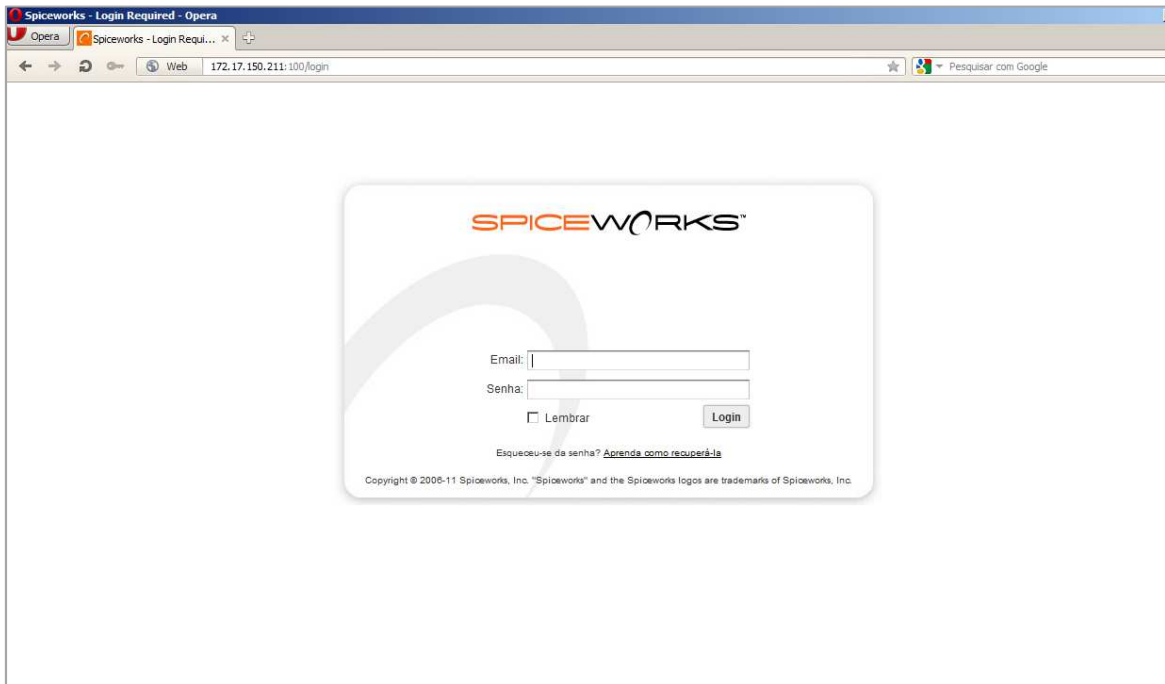 Spiceworks - Login Required - Opera
Opera
Spiceworks - Login Requi...
Web 172.17.150.211:100/login Pesquisar com Google
SPICEWORKS™
Email:
Senha:
Lembrar Login
Esqueceu-se da senha? Aprenda como recuperá-la
Copyright © 2006-11 Spiceworks, Inc. "Spiceworks" and the Spiceworks logos are trademarks of Spiceworks, Inc.